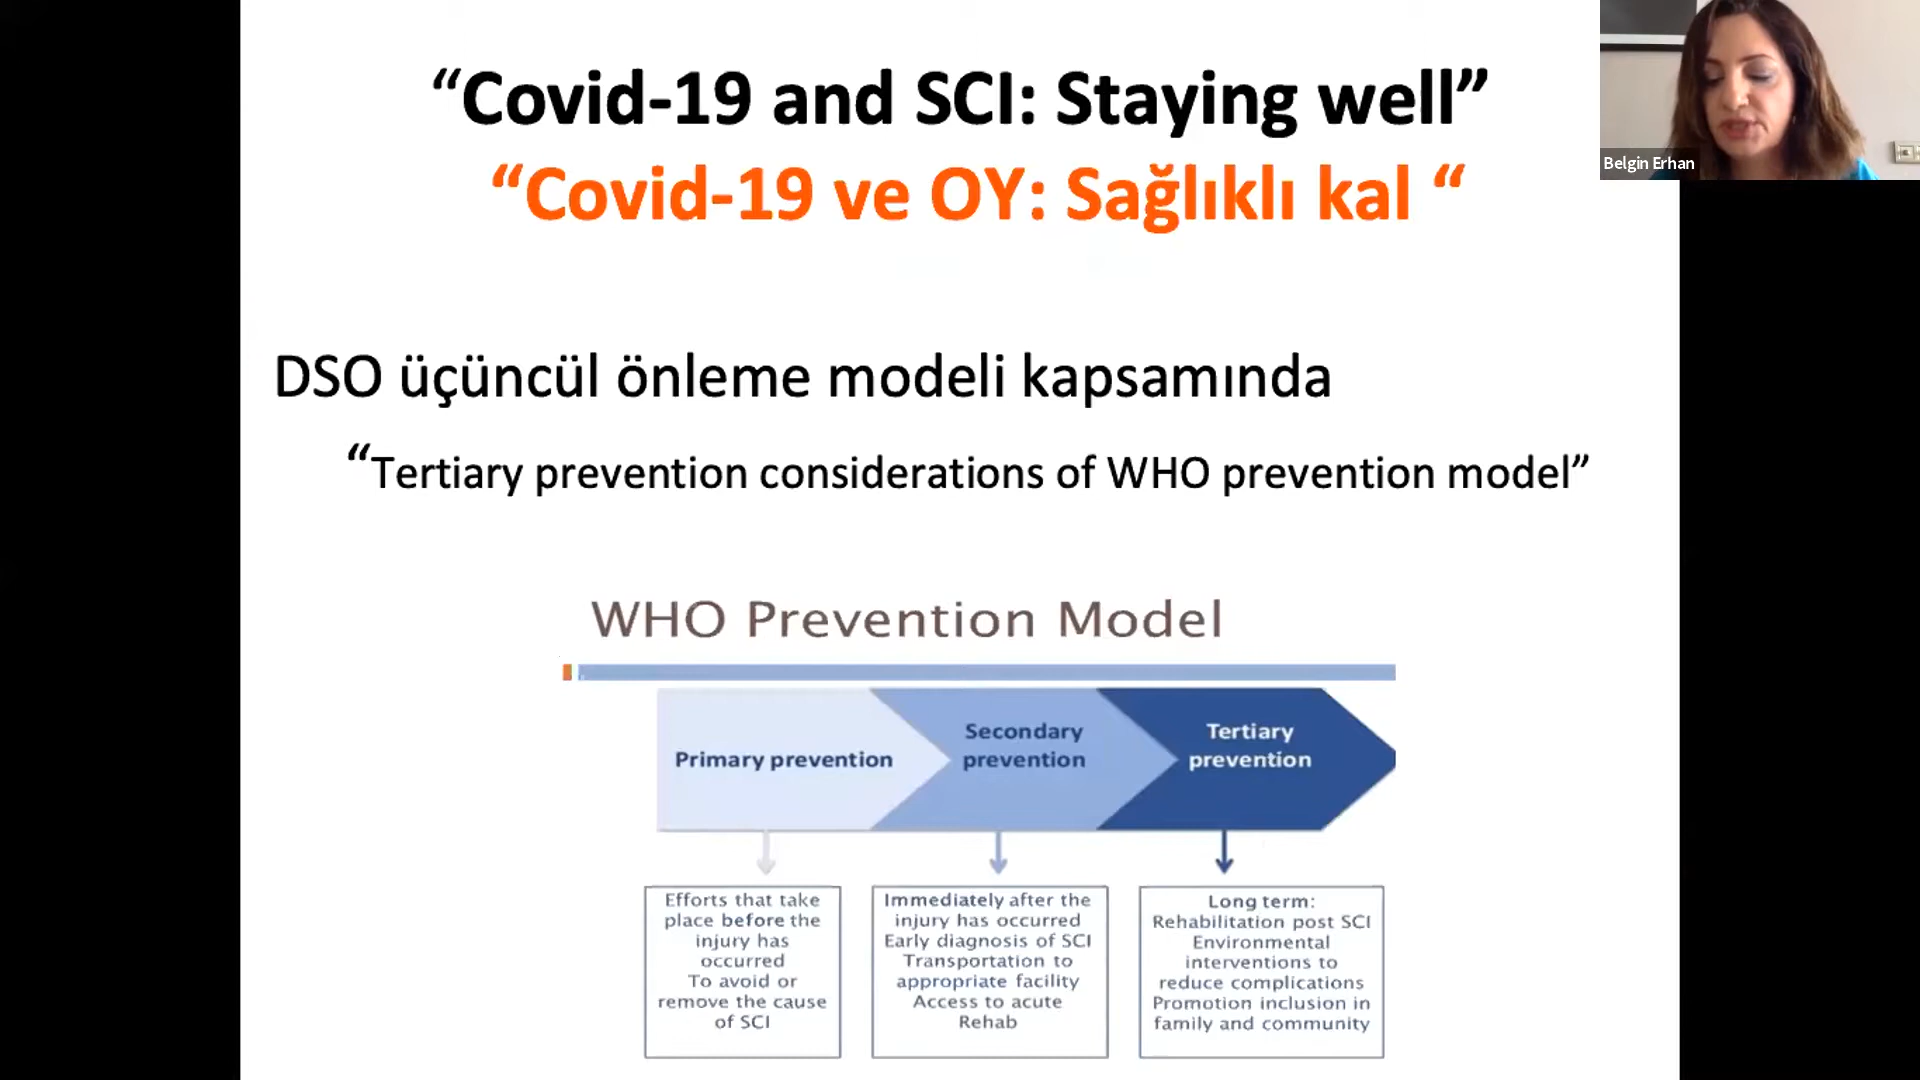 “Covid-19 and SCI: Staying well”
“Covid-19 ve OY: Sağlıklı kal “
Belgin Erhan
DSO üçüncül önleme modeli kapsamında
“Tertiary prevention considerations of WHO prevention model”
WHO Prevention Model
Primary prevention
Secondary
prevention
Tertiary
prevention
Efforts that take
place before the
injury has
occurred
To avoid or
remove the cause
of SCI
Immediately after the
injury has occurred
Early diagnosis of SCI
Transportation to
appropriate facility
Access to acute
Rehab
Long term:
Rehabilitation post SCI
Environmental
interventions to
reduce complications
Promotion inclusion in
family and community